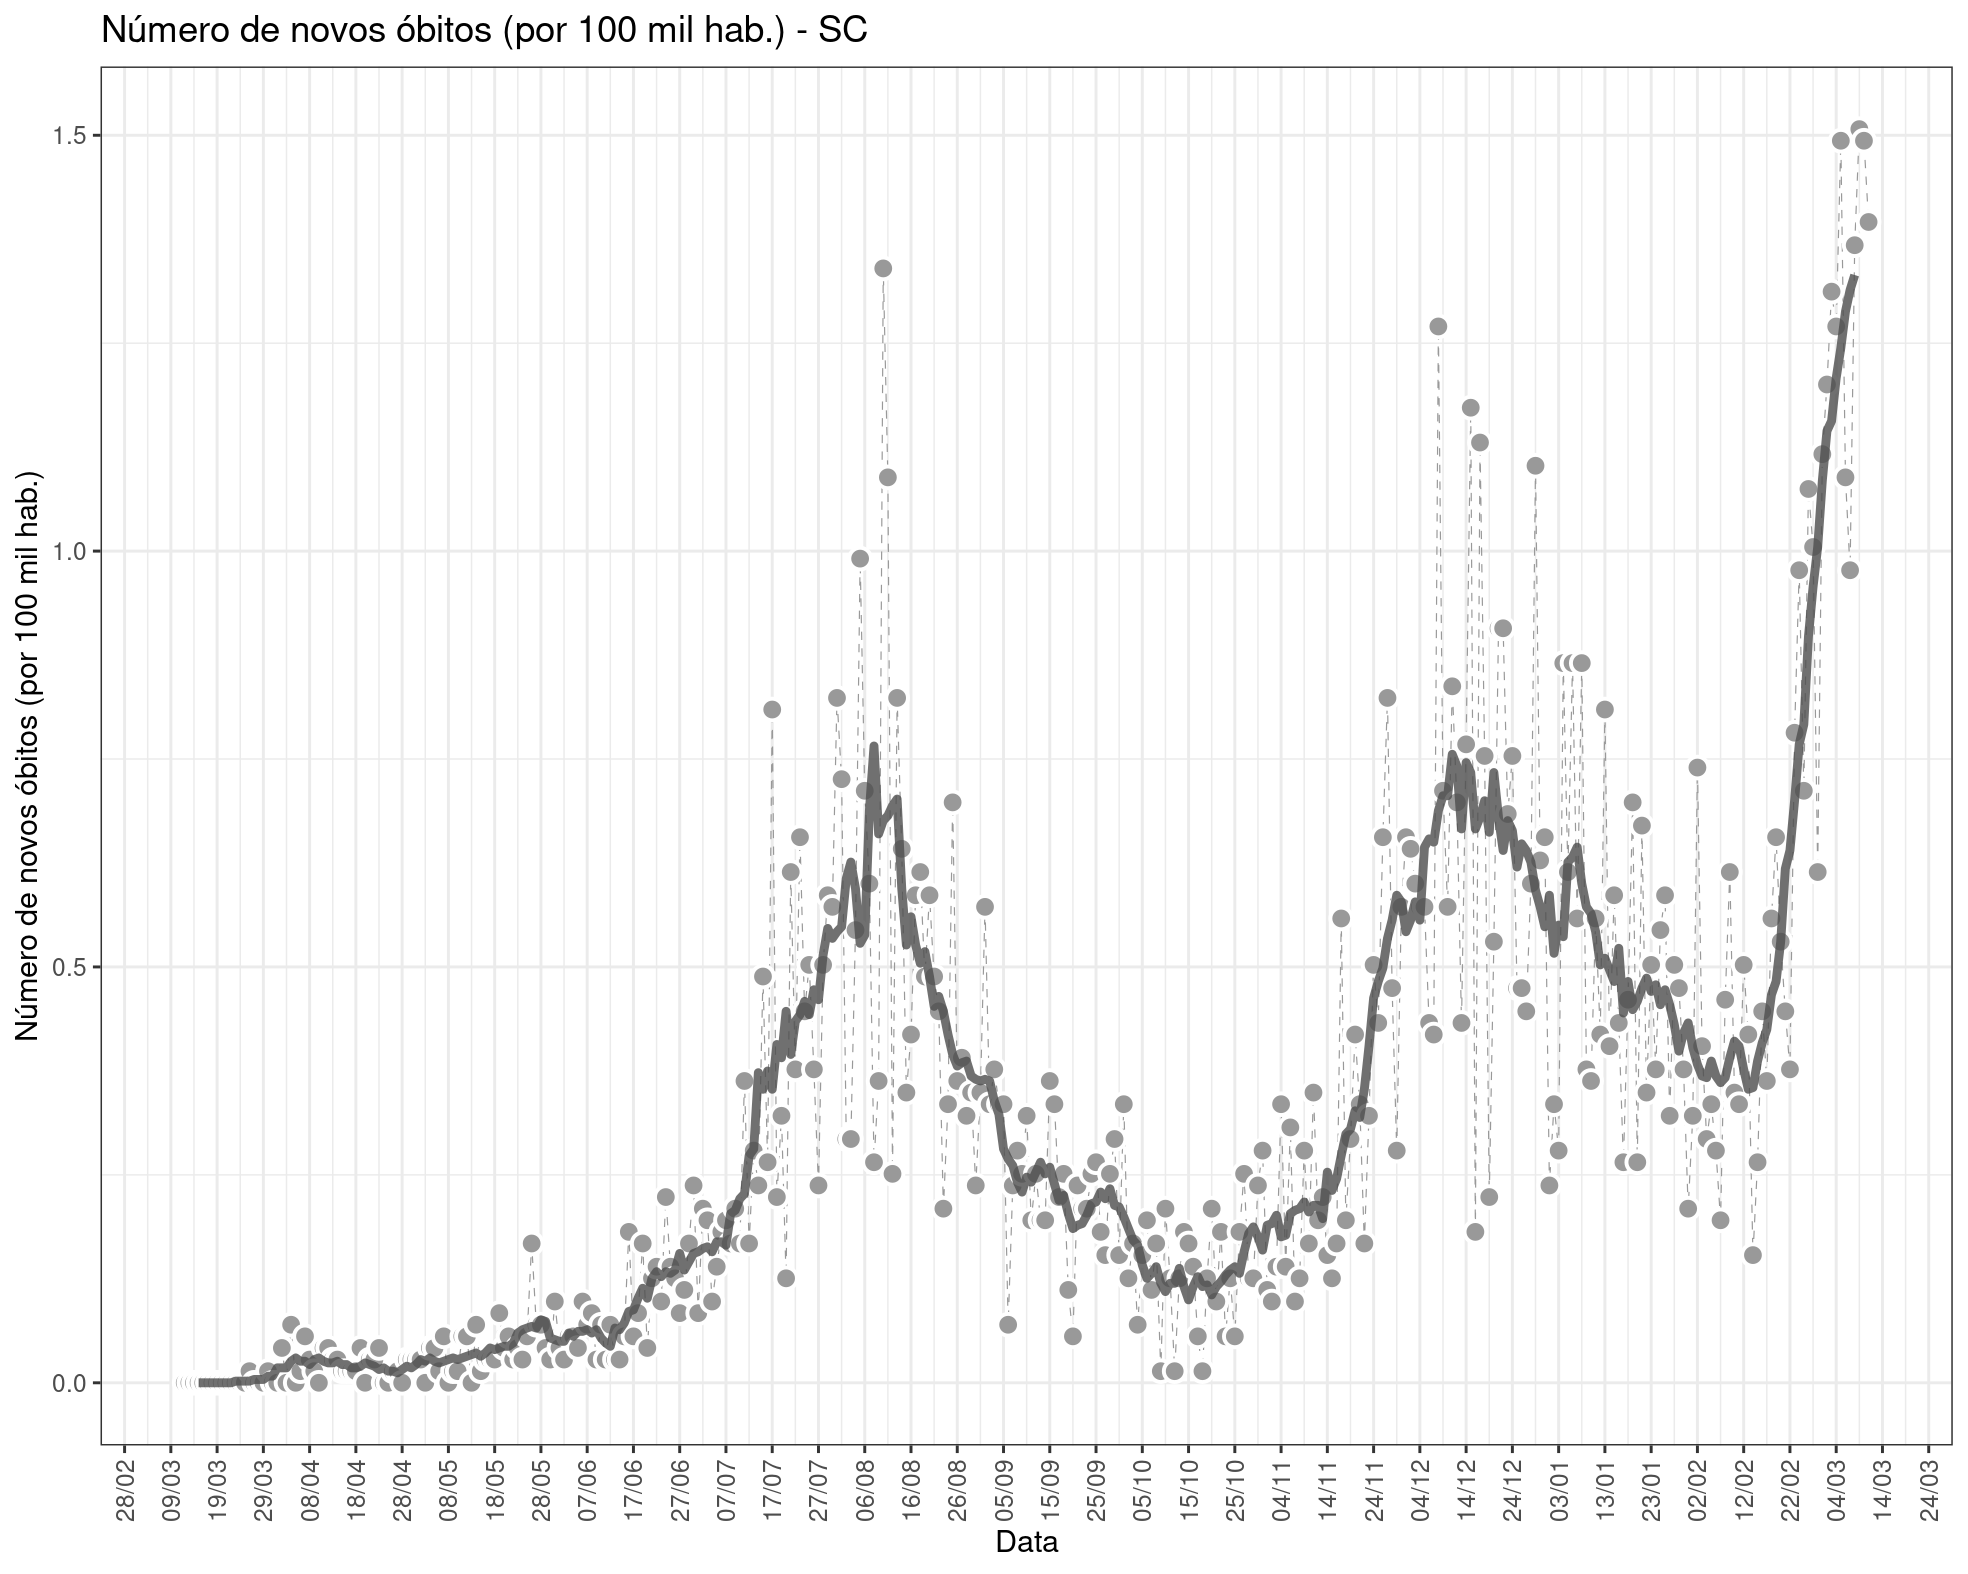 Número de novos óbitos (por 100 mil hab.) - SC
Número de novos óbitos (por 100 mil hab.)
1.5
1.0
0.5
0.0
28/02 09/03 19/03 29/03 08/04 18/04 28/04 08/05 18/05 28/05 07/06 17/06 27/06 07/07 17/07 27/07 06/08 16/08 26/08 05/09 15/09 25/09 05/10 15/10 25/10 04/11 14/11 24/11 04/12 14/12 24/12 03/01 13/01 23/01 02/02 12/02 22/02 04/03 14/03 24/03
Data